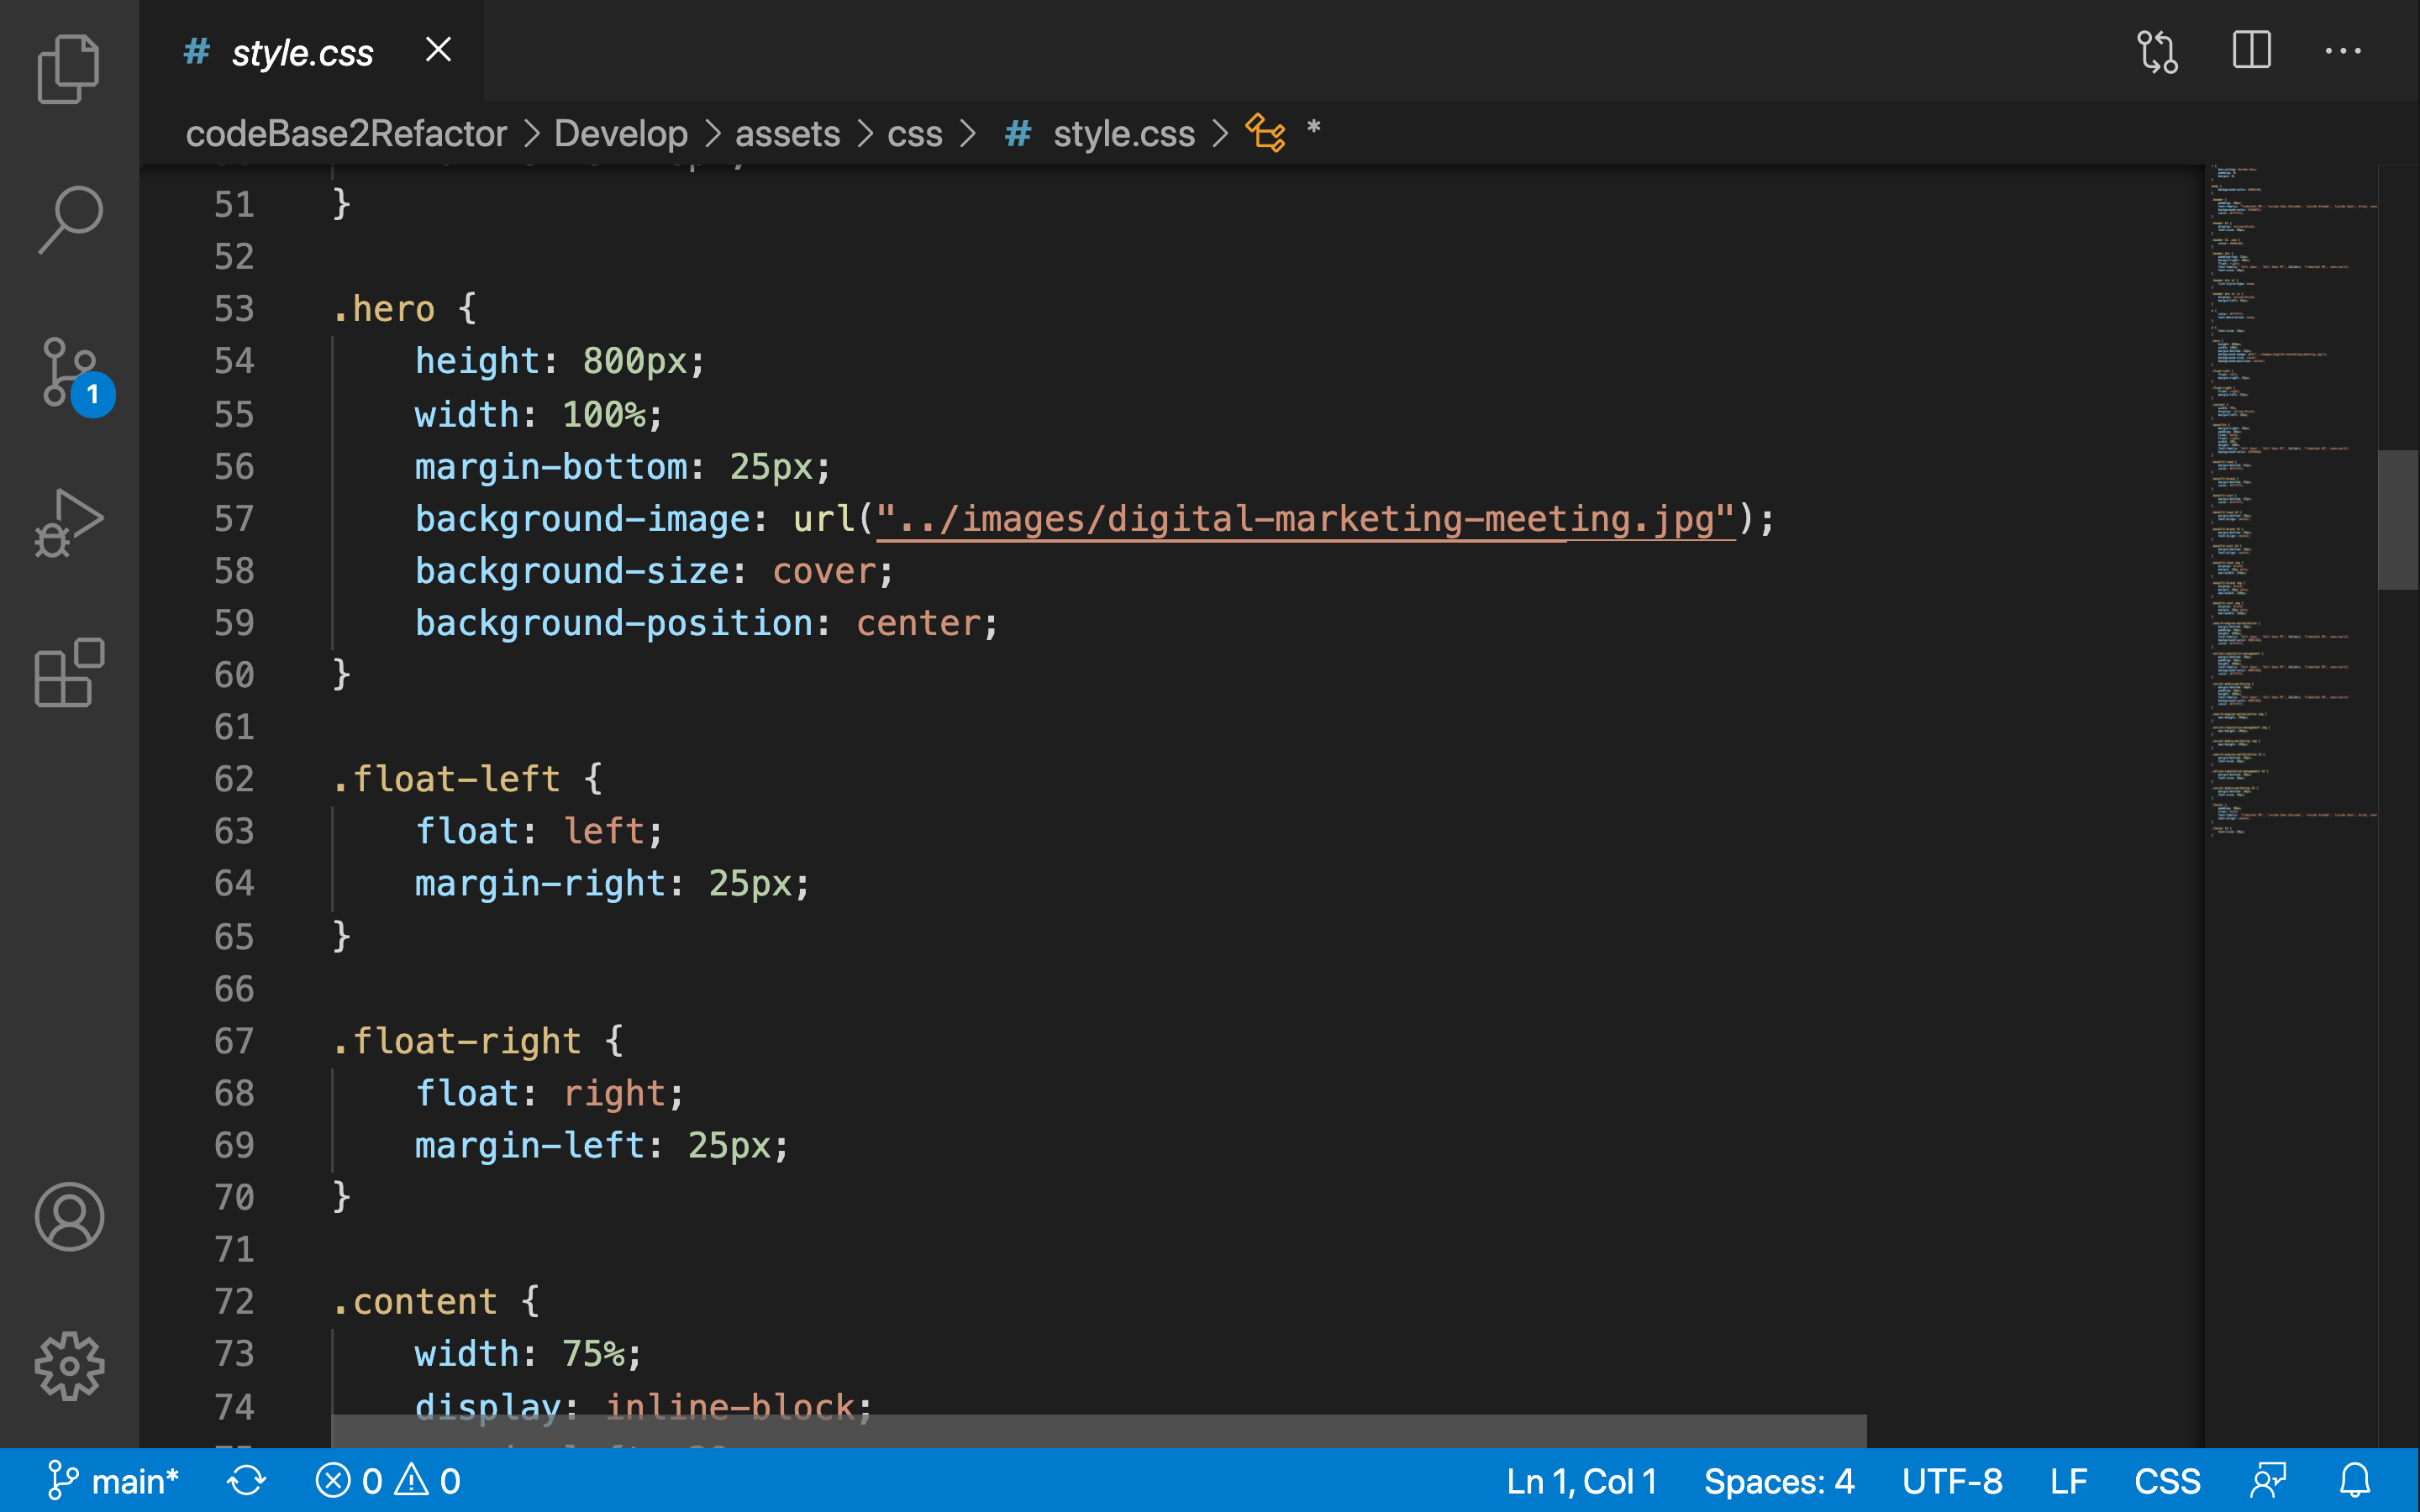 # style.css
codeBase2Refactor > Develop > assets > css > # style.css > *
51 }
52
53 .hero {
54 height: 800px;
55 width: 100%;
56 margin-bottom: 25px;
57 background-image: url("../images/digital-marketing-meeting.jpg");
58 background-size: cover;
59 background-position: center;
60 }
61
62 .float-left {
63 float: left;
64 margin-right: 25px;
65 }
66
67 .float-right {
68 float: right;
69 margin-left: 25px;
70 }
71
72 .content {
73 width: 75%;
74 display: inline-block;
1
main* 0 0 Ln 1, Col 1 Spaces: 4 UTF-8 LF CSS